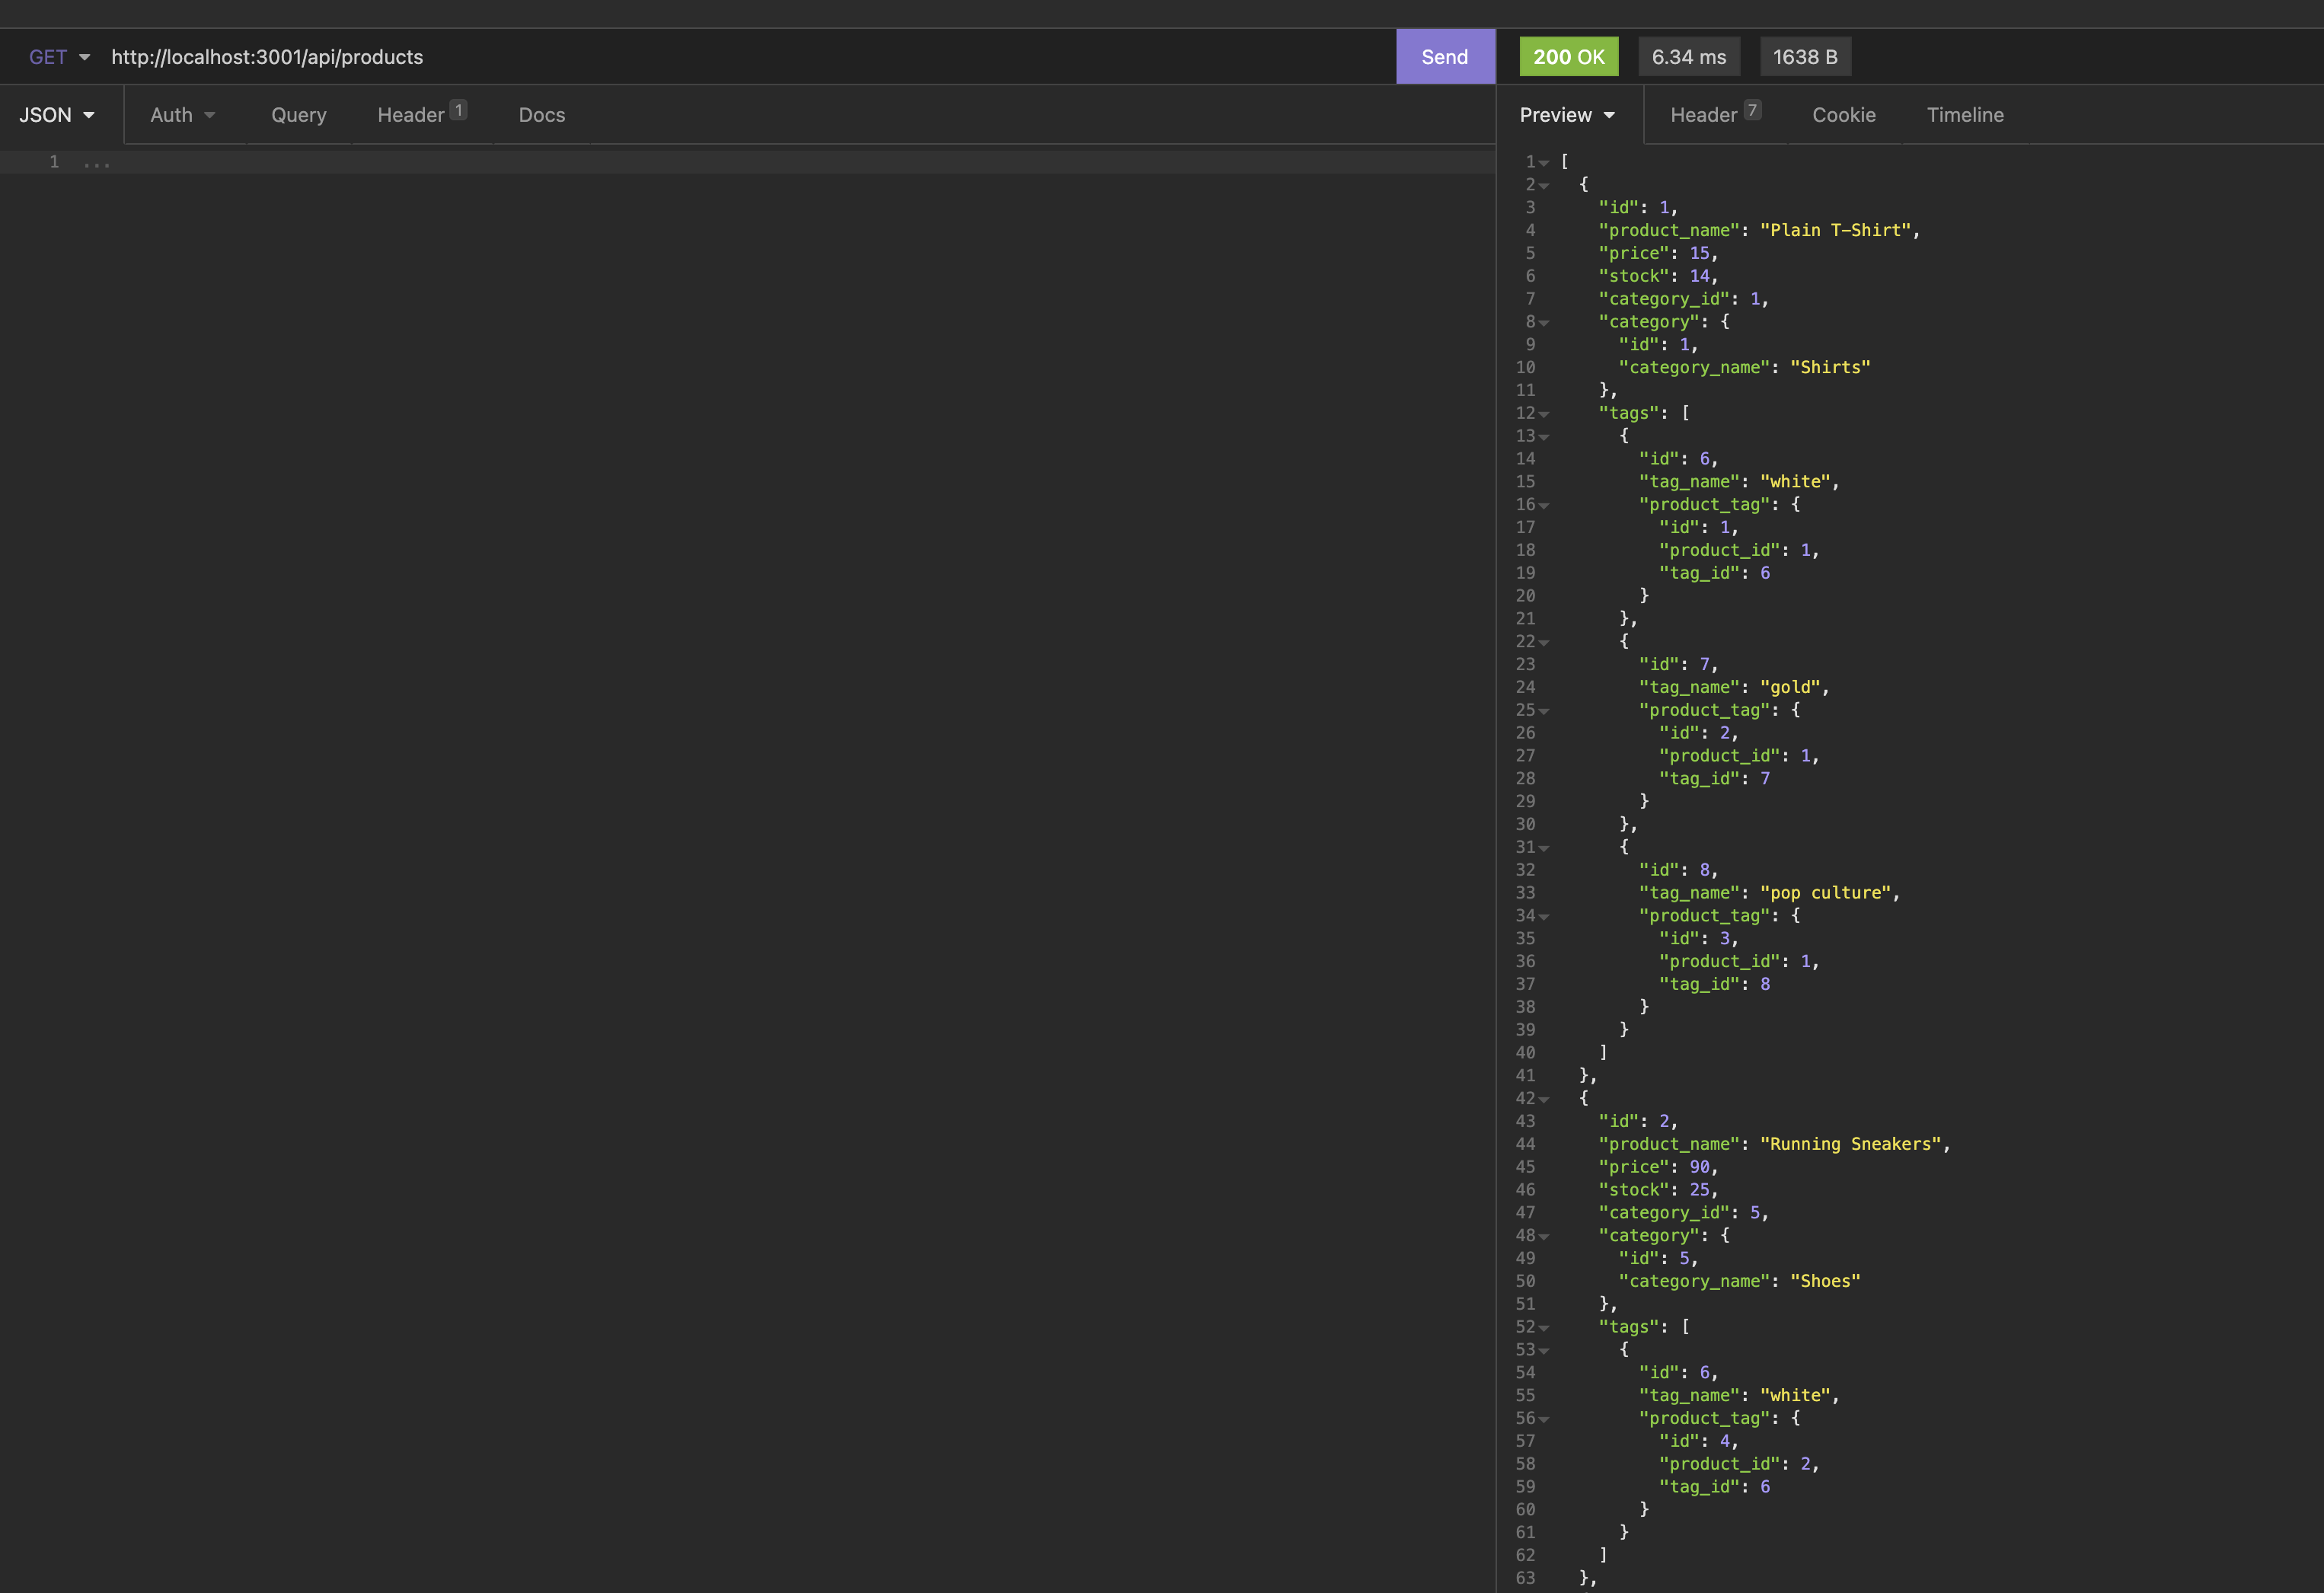 GET http://localhost:3001/api/products Send 200 OK 6.34 ms 1638 B
JSON Auth Query Header 1 Docs
1 ...
Preview Header 7 Cookie Timeline
1 [
2 {
3 "id": 1,
4 "product_name": "Plain T-Shirt",
5 "price": 15,
6 "stock": 14,
7 "category_id": 1,
8 "category": {
9 "id": 1,
10 "category_name": "Shirts"
11 },
12 "tags": [
13 {
14 "id": 6,
15 "tag_name": "white",
16 "product_tag": {
17 "id": 1,
18 "product_id": 1,
19 "tag_id": 6
20 }
21 },
22 {
23 "id": 7,
24 "tag_name": "gold",
25 "product_tag": {
26 "id": 2,
27 "product_id": 1,
28 "tag_id": 7
29 }
30 },
31 {
32 "id": 8,
33 "tag_name": "pop culture",
34 "product_tag": {
35 "id": 3,
36 "product_id": 1,
37 "tag_id": 8
38 }
39 }
40 ]
41 },
42 {
43 "id": 2,
44 "product_name": "Running Sneakers",
45 "price": 90,
46 "stock": 25,
47 "category_id": 5,
48 "category": {
49 "id": 5,
50 "category_name": "Shoes"
51 },
52 "tags": [
53 {
54 "id": 6,
55 "tag_name": "white",
56 "product_tag": {
57 "id": 4,
58 "product_id": 2,
59 "tag_id": 6
60 }
61 }
62 ]
63 },